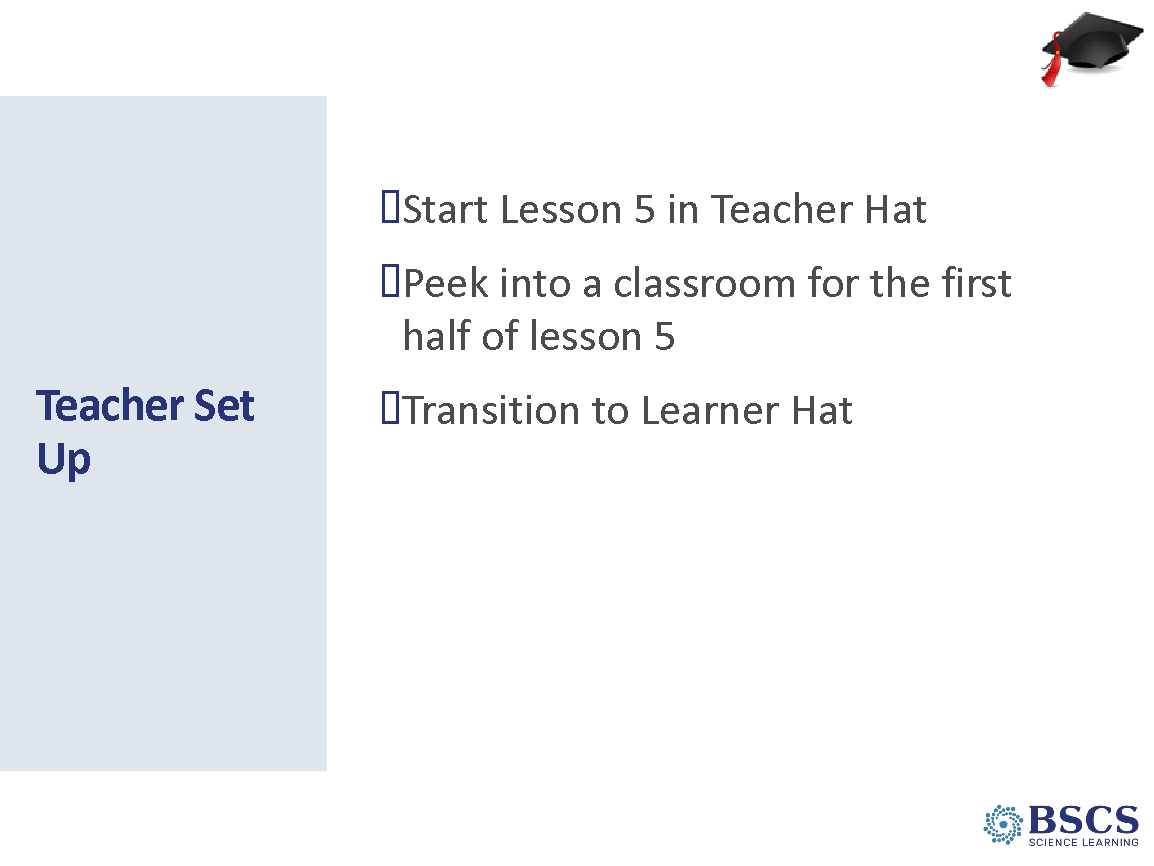 Teacher Set
Up
Start Lesson 5 in Teacher Hat
Peek into a classroom for the first
half of lesson 5
Transition to Learner Hat
BSCS
SCIENCE LEARNING